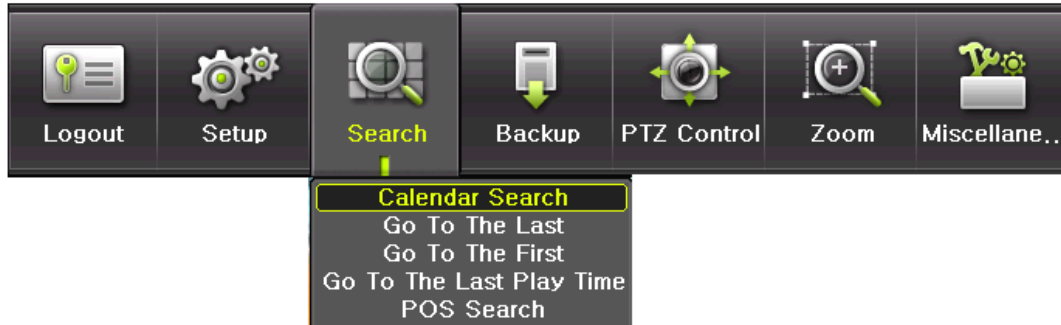 Logout Setup Search Backup PTZ Control Zoom Miscellane..
Calendar Search
Go To The Last
Go To The First
Go To The Last Play Time
POS Search